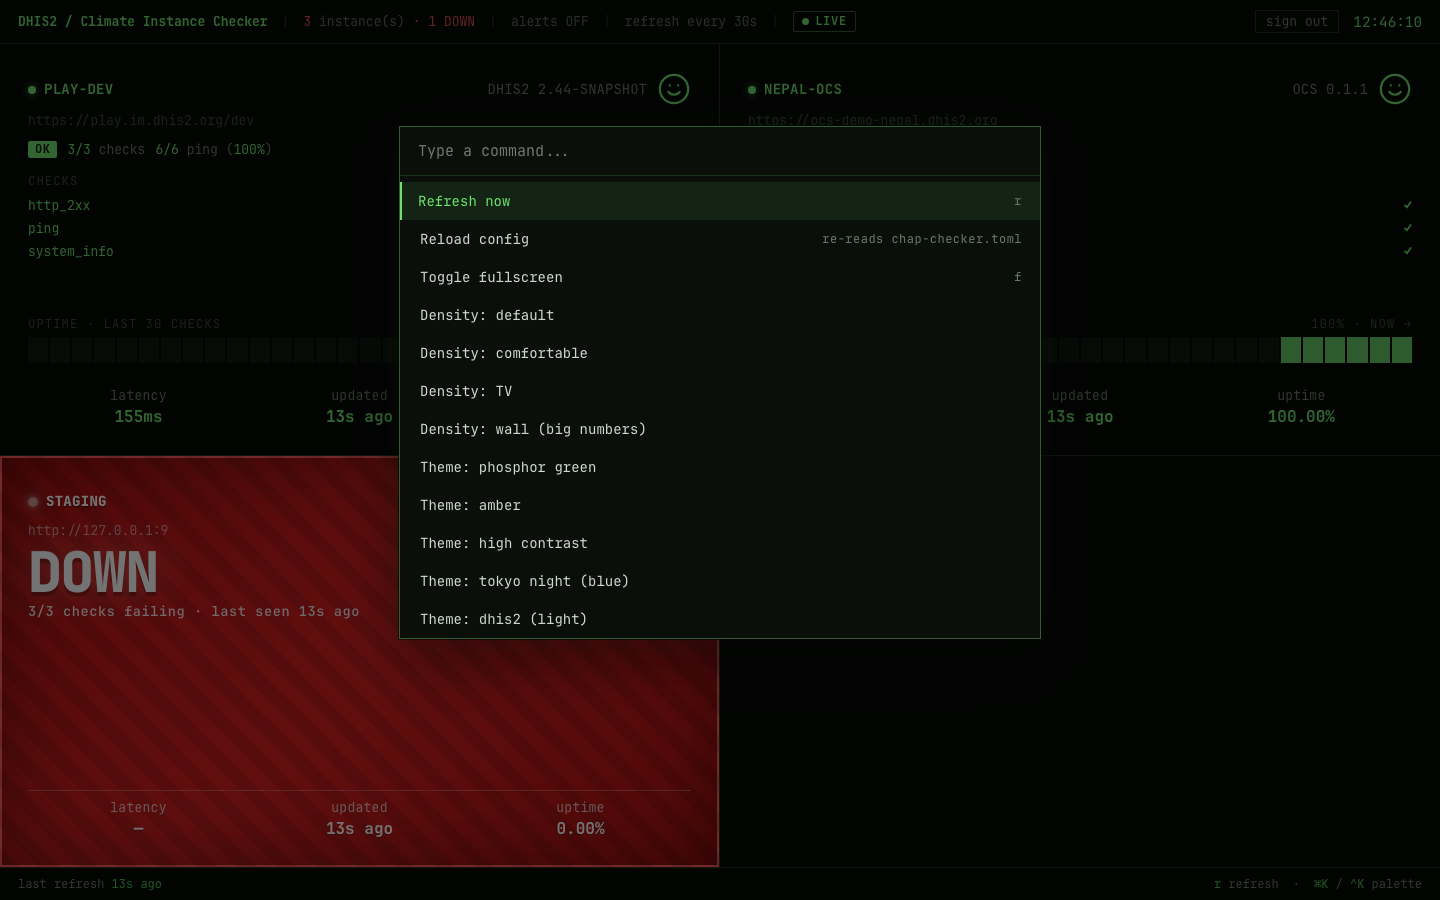 DHIS2 / Climate Instance Checker | 3 instance(s) · 1 DOWN | alerts OFF | refresh every 30s | LIVE sign out 12:46:10
PLAY-DEV DHIS2 2.44-SNAPSHOT
https://play.im.dhis2.org/dev
OK 3/3 checks 6/6 ping (100%)
CHECKS
http_2xx
ping
system_info
UPTIME · LAST 30 CHECKS
latency updated
155ms 13s ago
NEPAL-OCS OCS 0.1.1
https://ocs-demo-nepal.dhis2.org
✓
✓
✓
100% · NOW →
updated uptime
13s ago 100.00%
Type a command...
Refresh now r
Reload config re-reads chap-checker.toml
Toggle fullscreen f
Density: default
Density: comfortable
Density: TV
Density: wall (big numbers)
Theme: phosphor green
Theme: amber
Theme: high contrast
Theme: tokyo night (blue)
Theme: dhis2 (light)
STAGING
http://127.0.0.1:9
DOWN
3/3 checks failing · last seen 13s ago
latency updated uptime
— 13s ago 0.00%
last refresh 13s ago r refresh · ⌘K / ^K palette